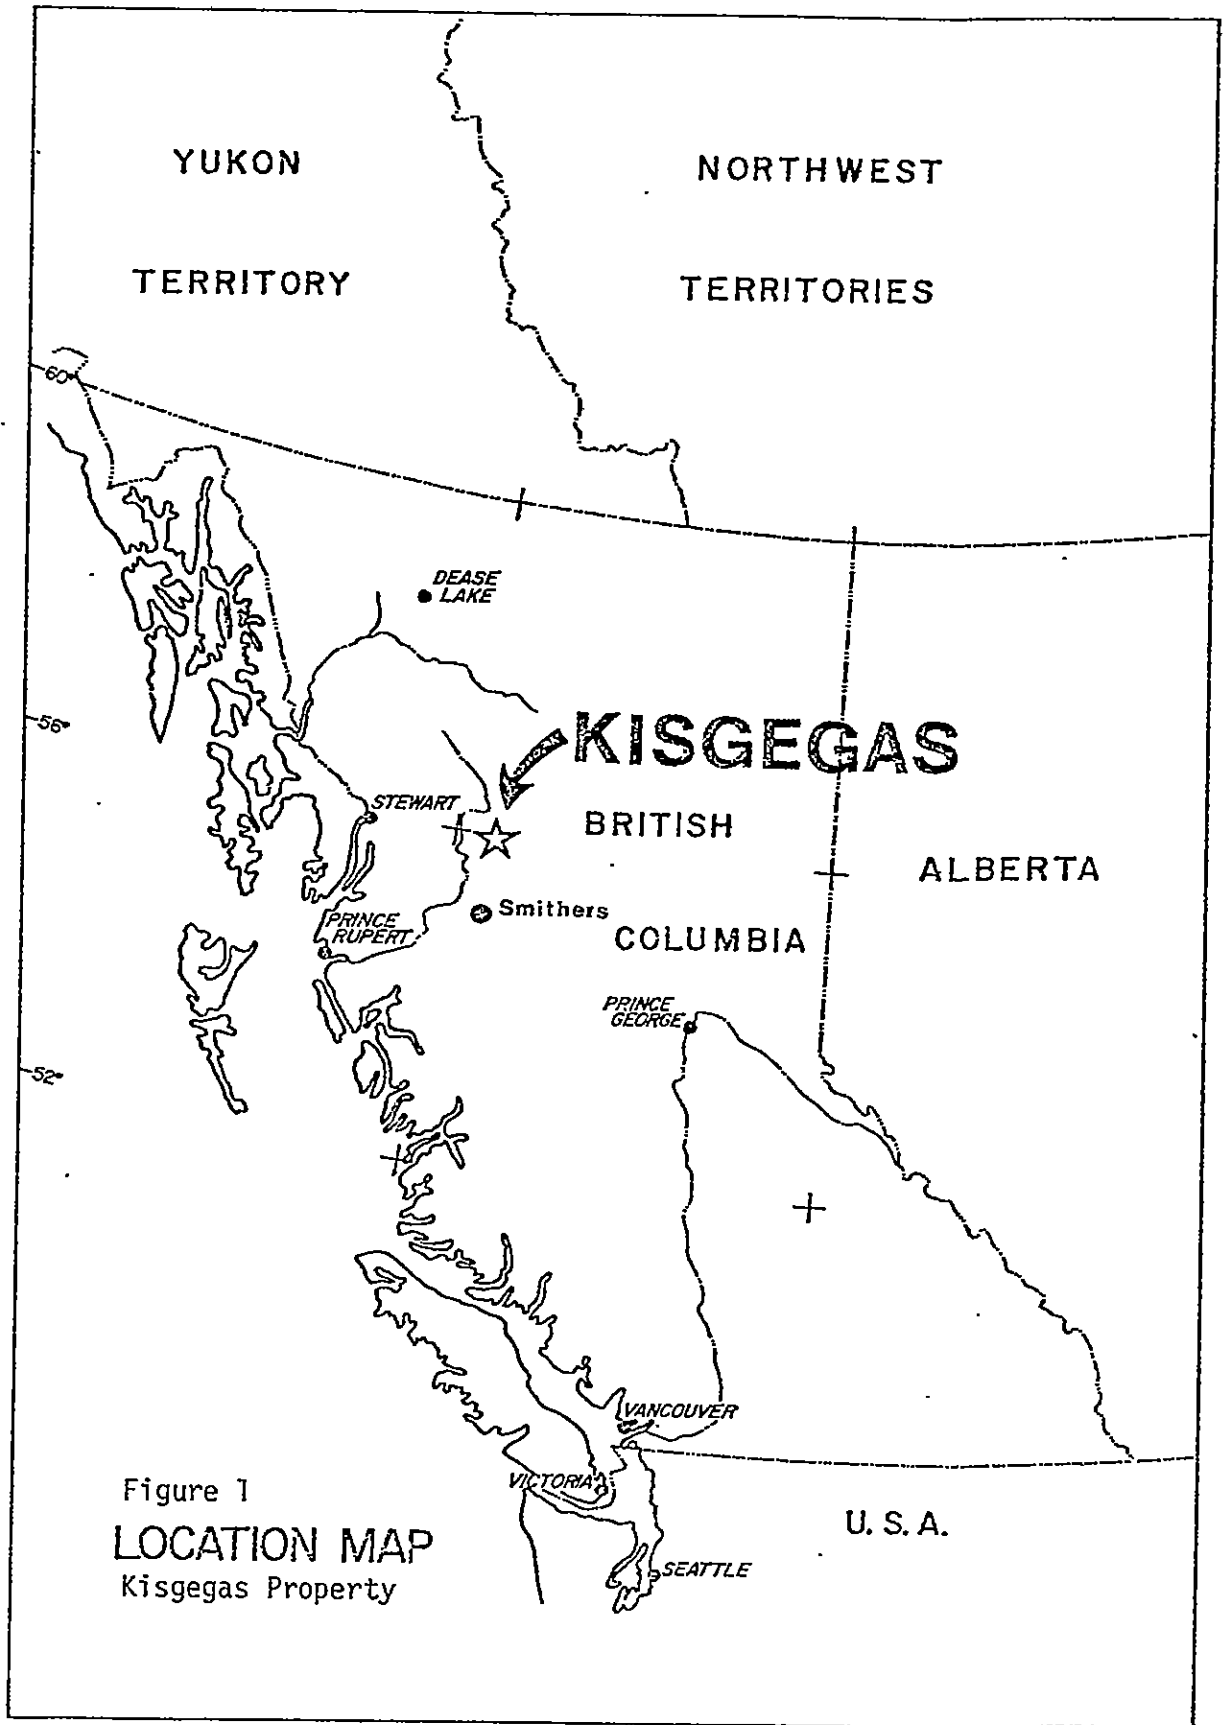 YUKON
NORTHWEST
TERRITORY
TERRITORIES
60°
DEASE
LAKE
56°
KISGEGAS
STEWART
BRITISH
ALBERTA
Smithers
PRINCE
RUPERT
COLUMBIA
PRINCE
GEORGE
52°
VANCOUVER
VICTORIA
Figure 1
U. S. A.
LOCATION MAP
SEATTLE
Kisgegas Property